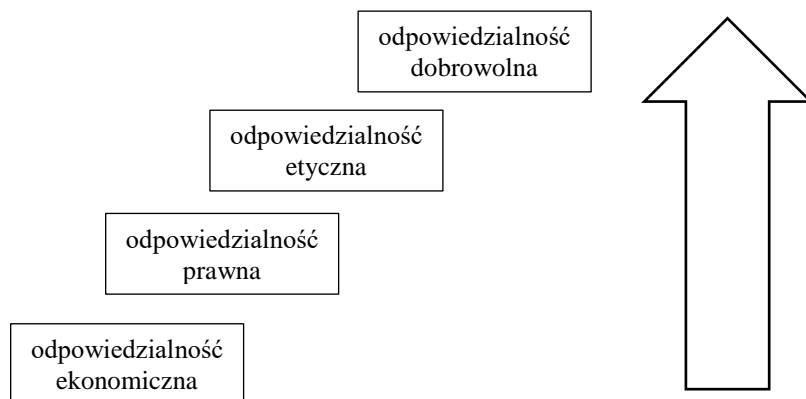 odpowiedzialność
dobrowolna
odpowiedzialność
etyczna
odpowiedzialność
prawna
odpowiedzialność
ekonomiczna